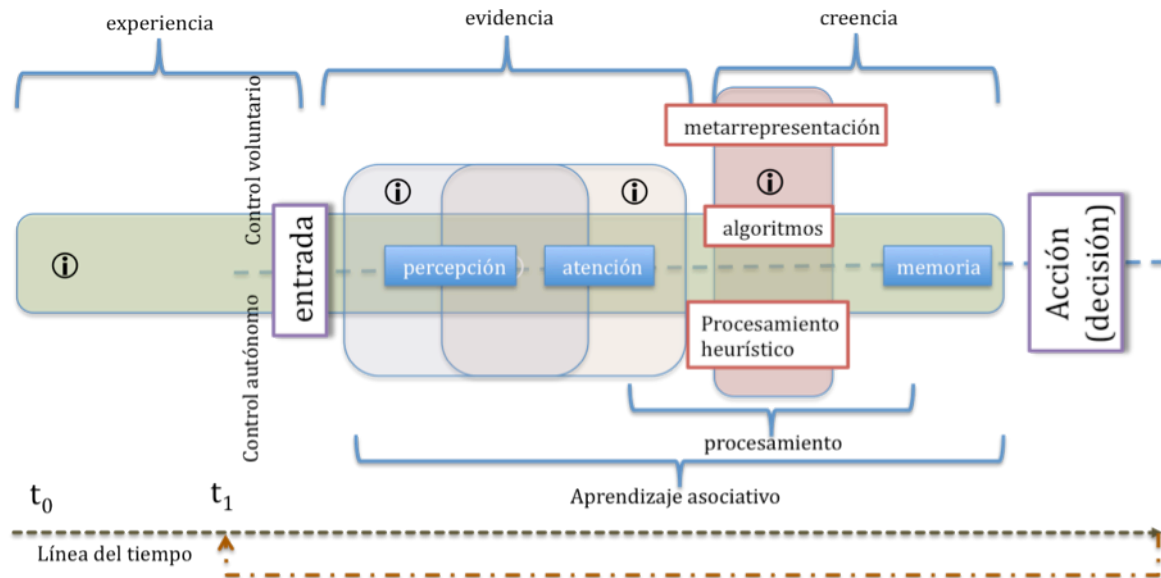 experiencia
evidencia
creencia
Control voluntario
Control autónomo
entrada
metarrepresentación
algoritmos
percepción
atención
memoria
Procesamiento
heurístico
Acción
(decisión)
procesamiento
Aprendizaje asociativo
t0
t1
Línea del tiempo